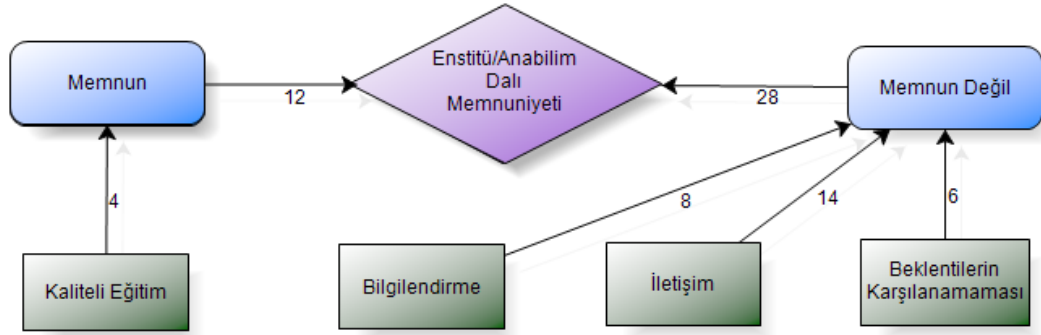 Enstitü/Anabilim
Dalı
Memnuniyeti
Memnun
Memnun Değil
12
28
4
8
14
6
Kaliteli Eğitim
Bilgilendirme
İletişim
Beklentilerin
Karşılanamaması